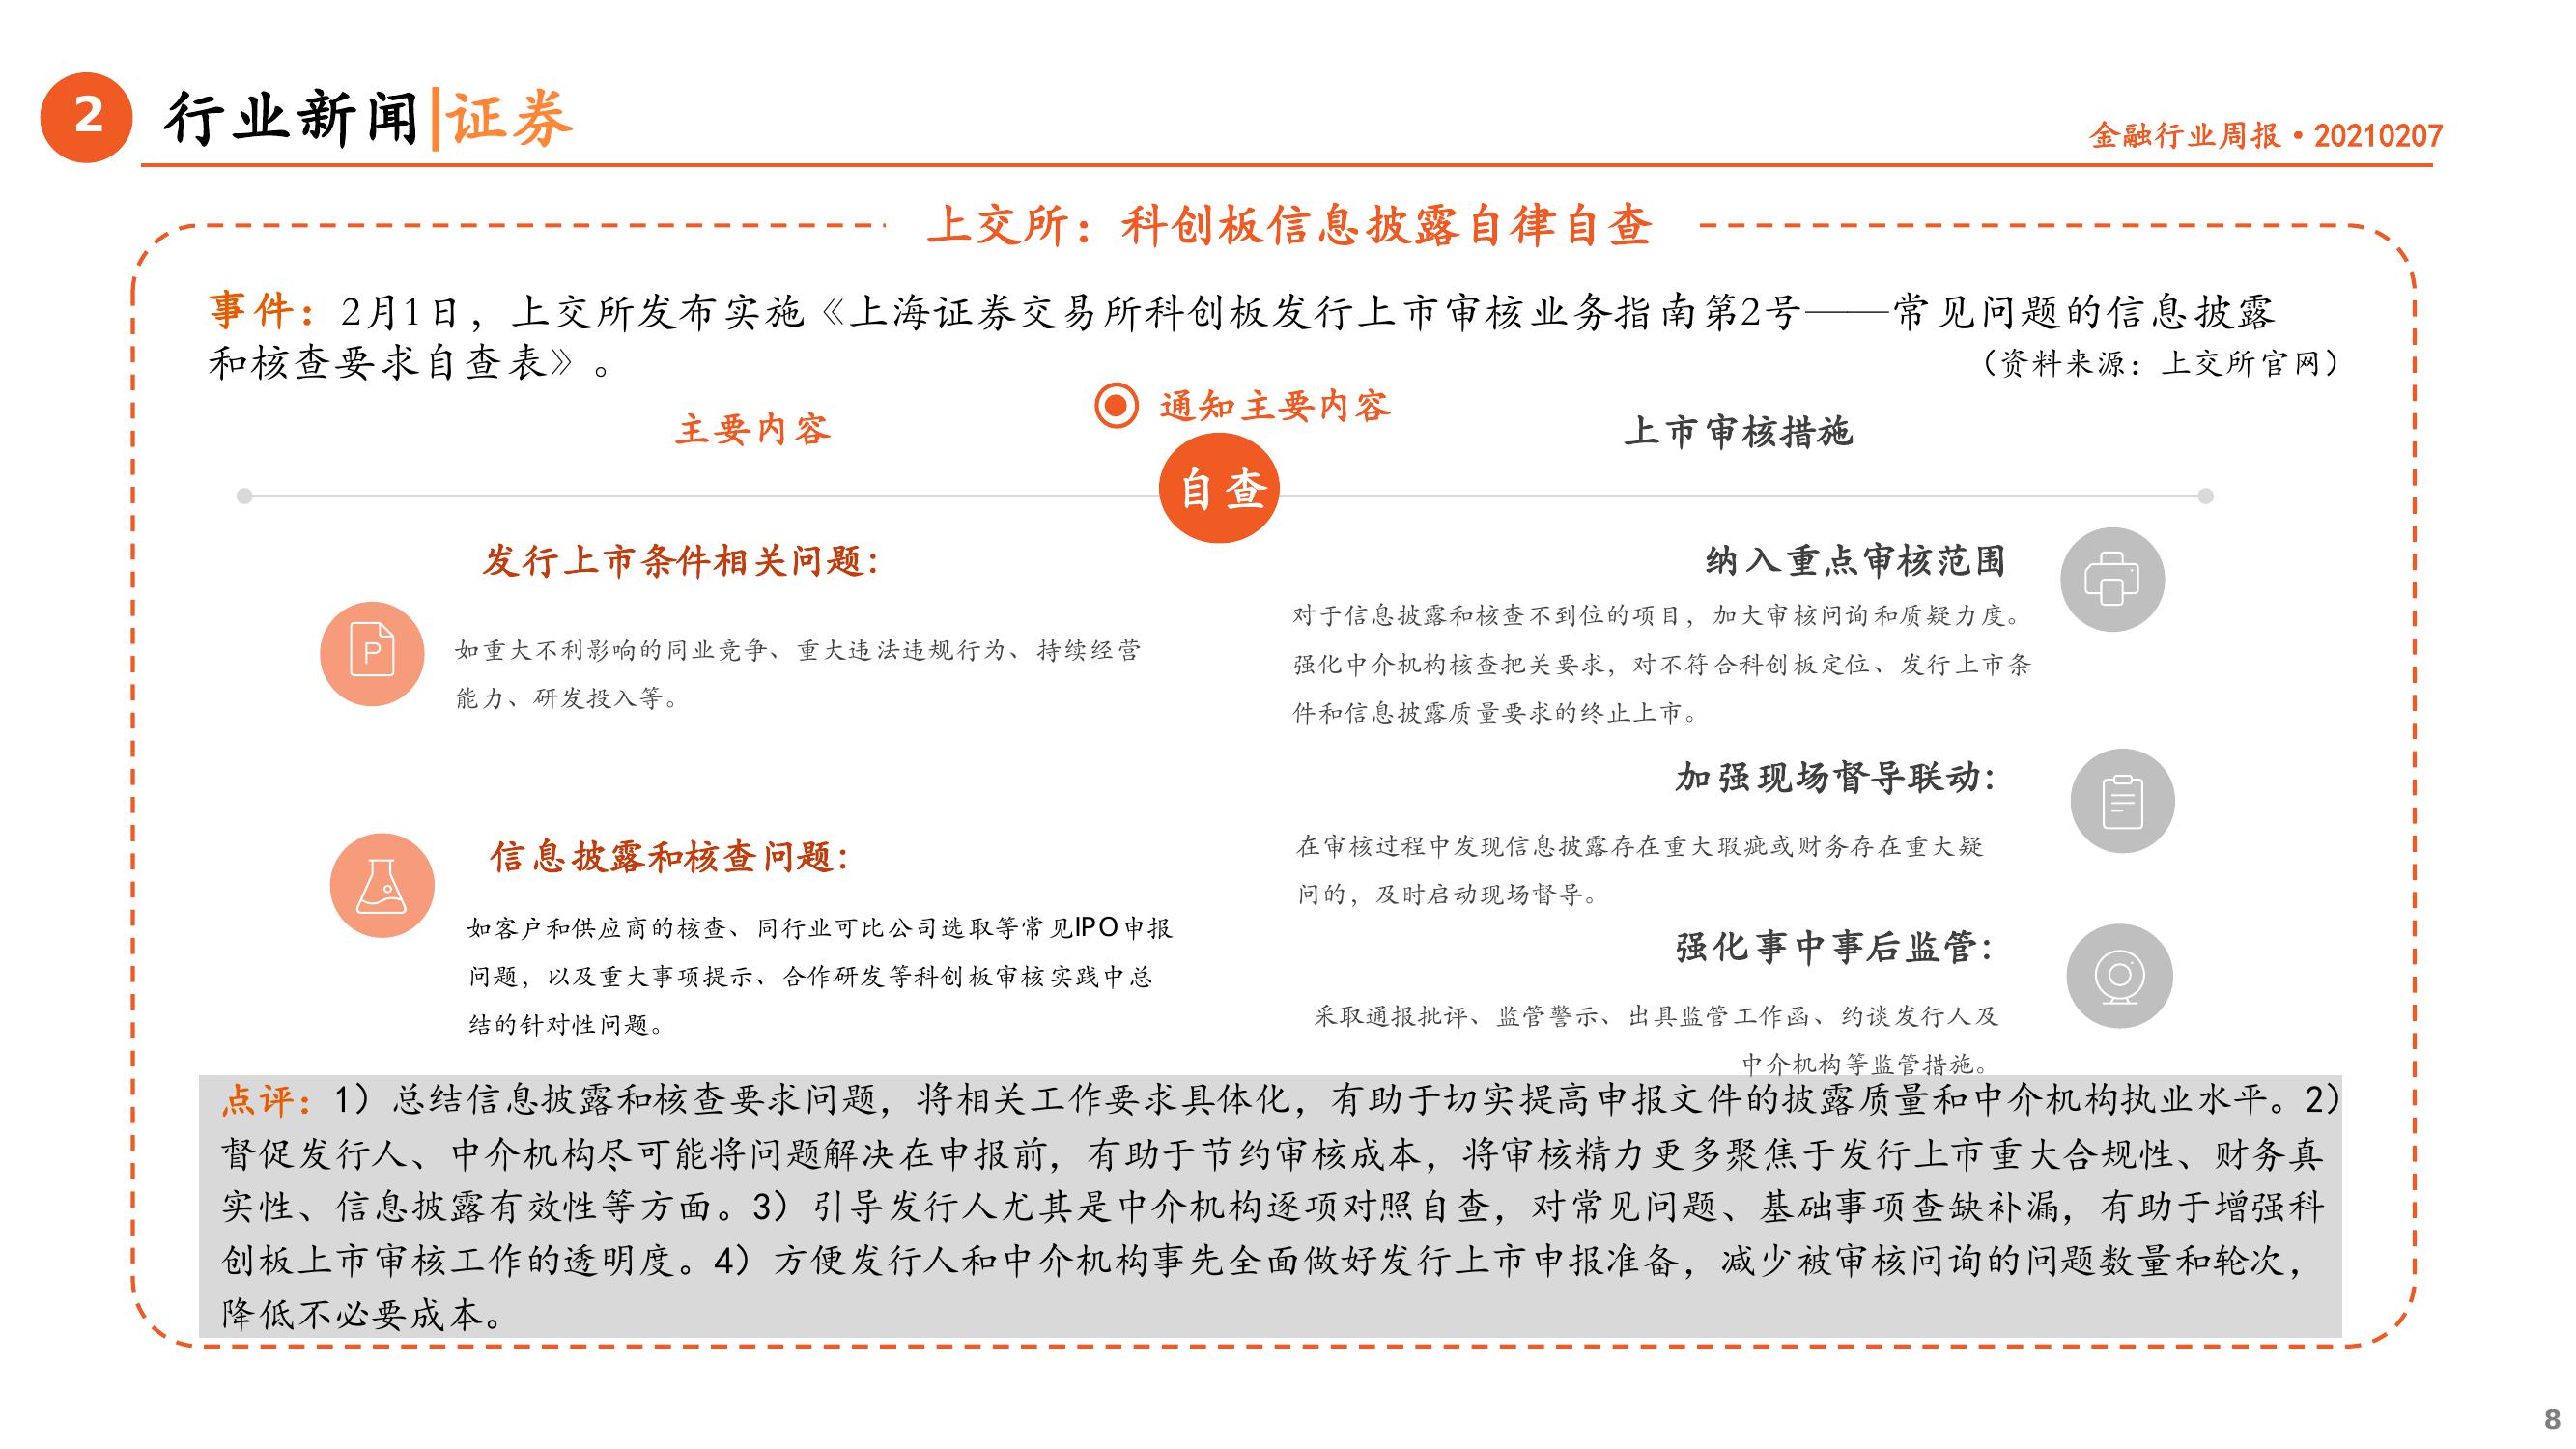 2
行业新闻|证券
金融行业周报·20210207
上交所：科创板信息披露自律自查
事件：2月1日，上交所发布实施《上海证券交易所科创板发行上市审核业务指南第2号——常见问题的信息披露
和核查要求自查表》。
（资料来源：上交所官网）
通知主要内容
主要内容
上市审核措施
自查
发行上市条件相关问题：
如重大不利影响的同业竞争、重大违法违规行为、持续经营
能力、研发投入等。
信息披露和核查问题：
如客户和供应商的核查、同行业可比公司选取等常见IPO申报
问题，以及重大事项提示、合作研发等科创板审核实践中总
结的针对性问题。
纳入重点审核范围
对于信息披露和核查不到位的项目，加大审核问询和质疑力度。
强化中介机构核查把关要求，对不符合科创板定位、发行上市条
件和信息披露质量要求的终止上市。
加强现场督导联动：
在审核过程中发现信息披露存在重大瑕疵或财务存在重大疑
问的，及时启动现场督导。
强化事中事后监管：
采取通报批评、监管警示、出具监管工作函、约谈发行人及
中介机构等监管措施。
点评：1）总结信息披露和核查要求问题，将相关工作要求具体化，有助于切实提高申报文件的披露质量和中介机构执业水平。2）
督促发行人、中介机构尽可能将问题解决在申报前，有助于节约审核成本，将审核精力更多聚焦于发行上市重大合规性、财务真
实性、信息披露有效性等方面。3）引导发行人尤其是中介机构逐项对照自查，对常见问题、基础事项查缺补漏，有助于增强科
创板上市审核工作的透明度。4）方便发行人和中介机构事先全面做好发行上市申报准备，减少被审核问询的问题数量和轮次，
降低不必要成本。
8